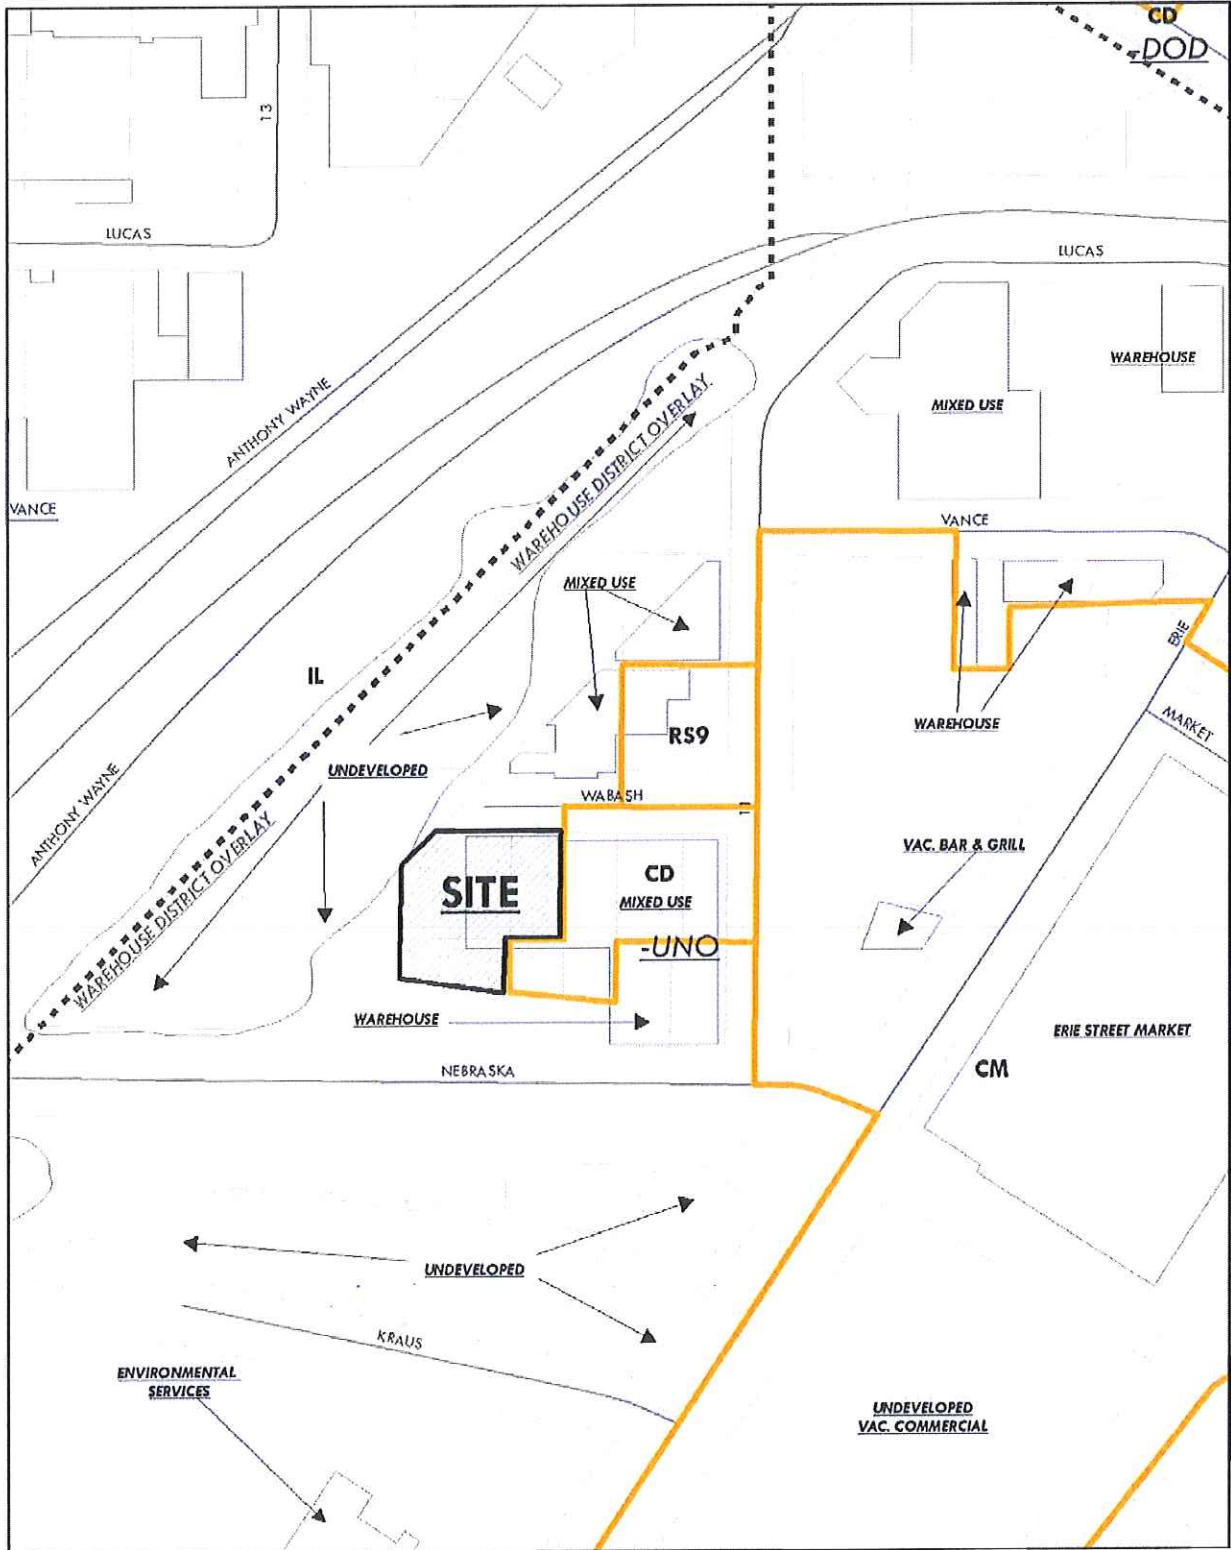 CD
-DOD
13
LUCAS
LUCAS
WAREHOUSE
ANTHONY WAYNE
MIXED USE
WAREHOUSE DISTRICT OVERLAY
VANCE
VANCE
MIXED USE
ERIE
IL
RS9
WAREHOUSE
MARKET
UNDEVELOPED
WABASH
13
ANTHONY WAYNE
WAREHOUSE DISTRICT OVERLAY
VAC. BAR & GRILL
SITE
CD
MIXED USE
-UNO
WAREHOUSE
ERIE STREET MARKET
NEBRASKA
CM
UNDEVELOPED
KRAUS
ENVIRONMENTAL
SERVICES
UNDEVELOPED
VAC. COMMERCIAL